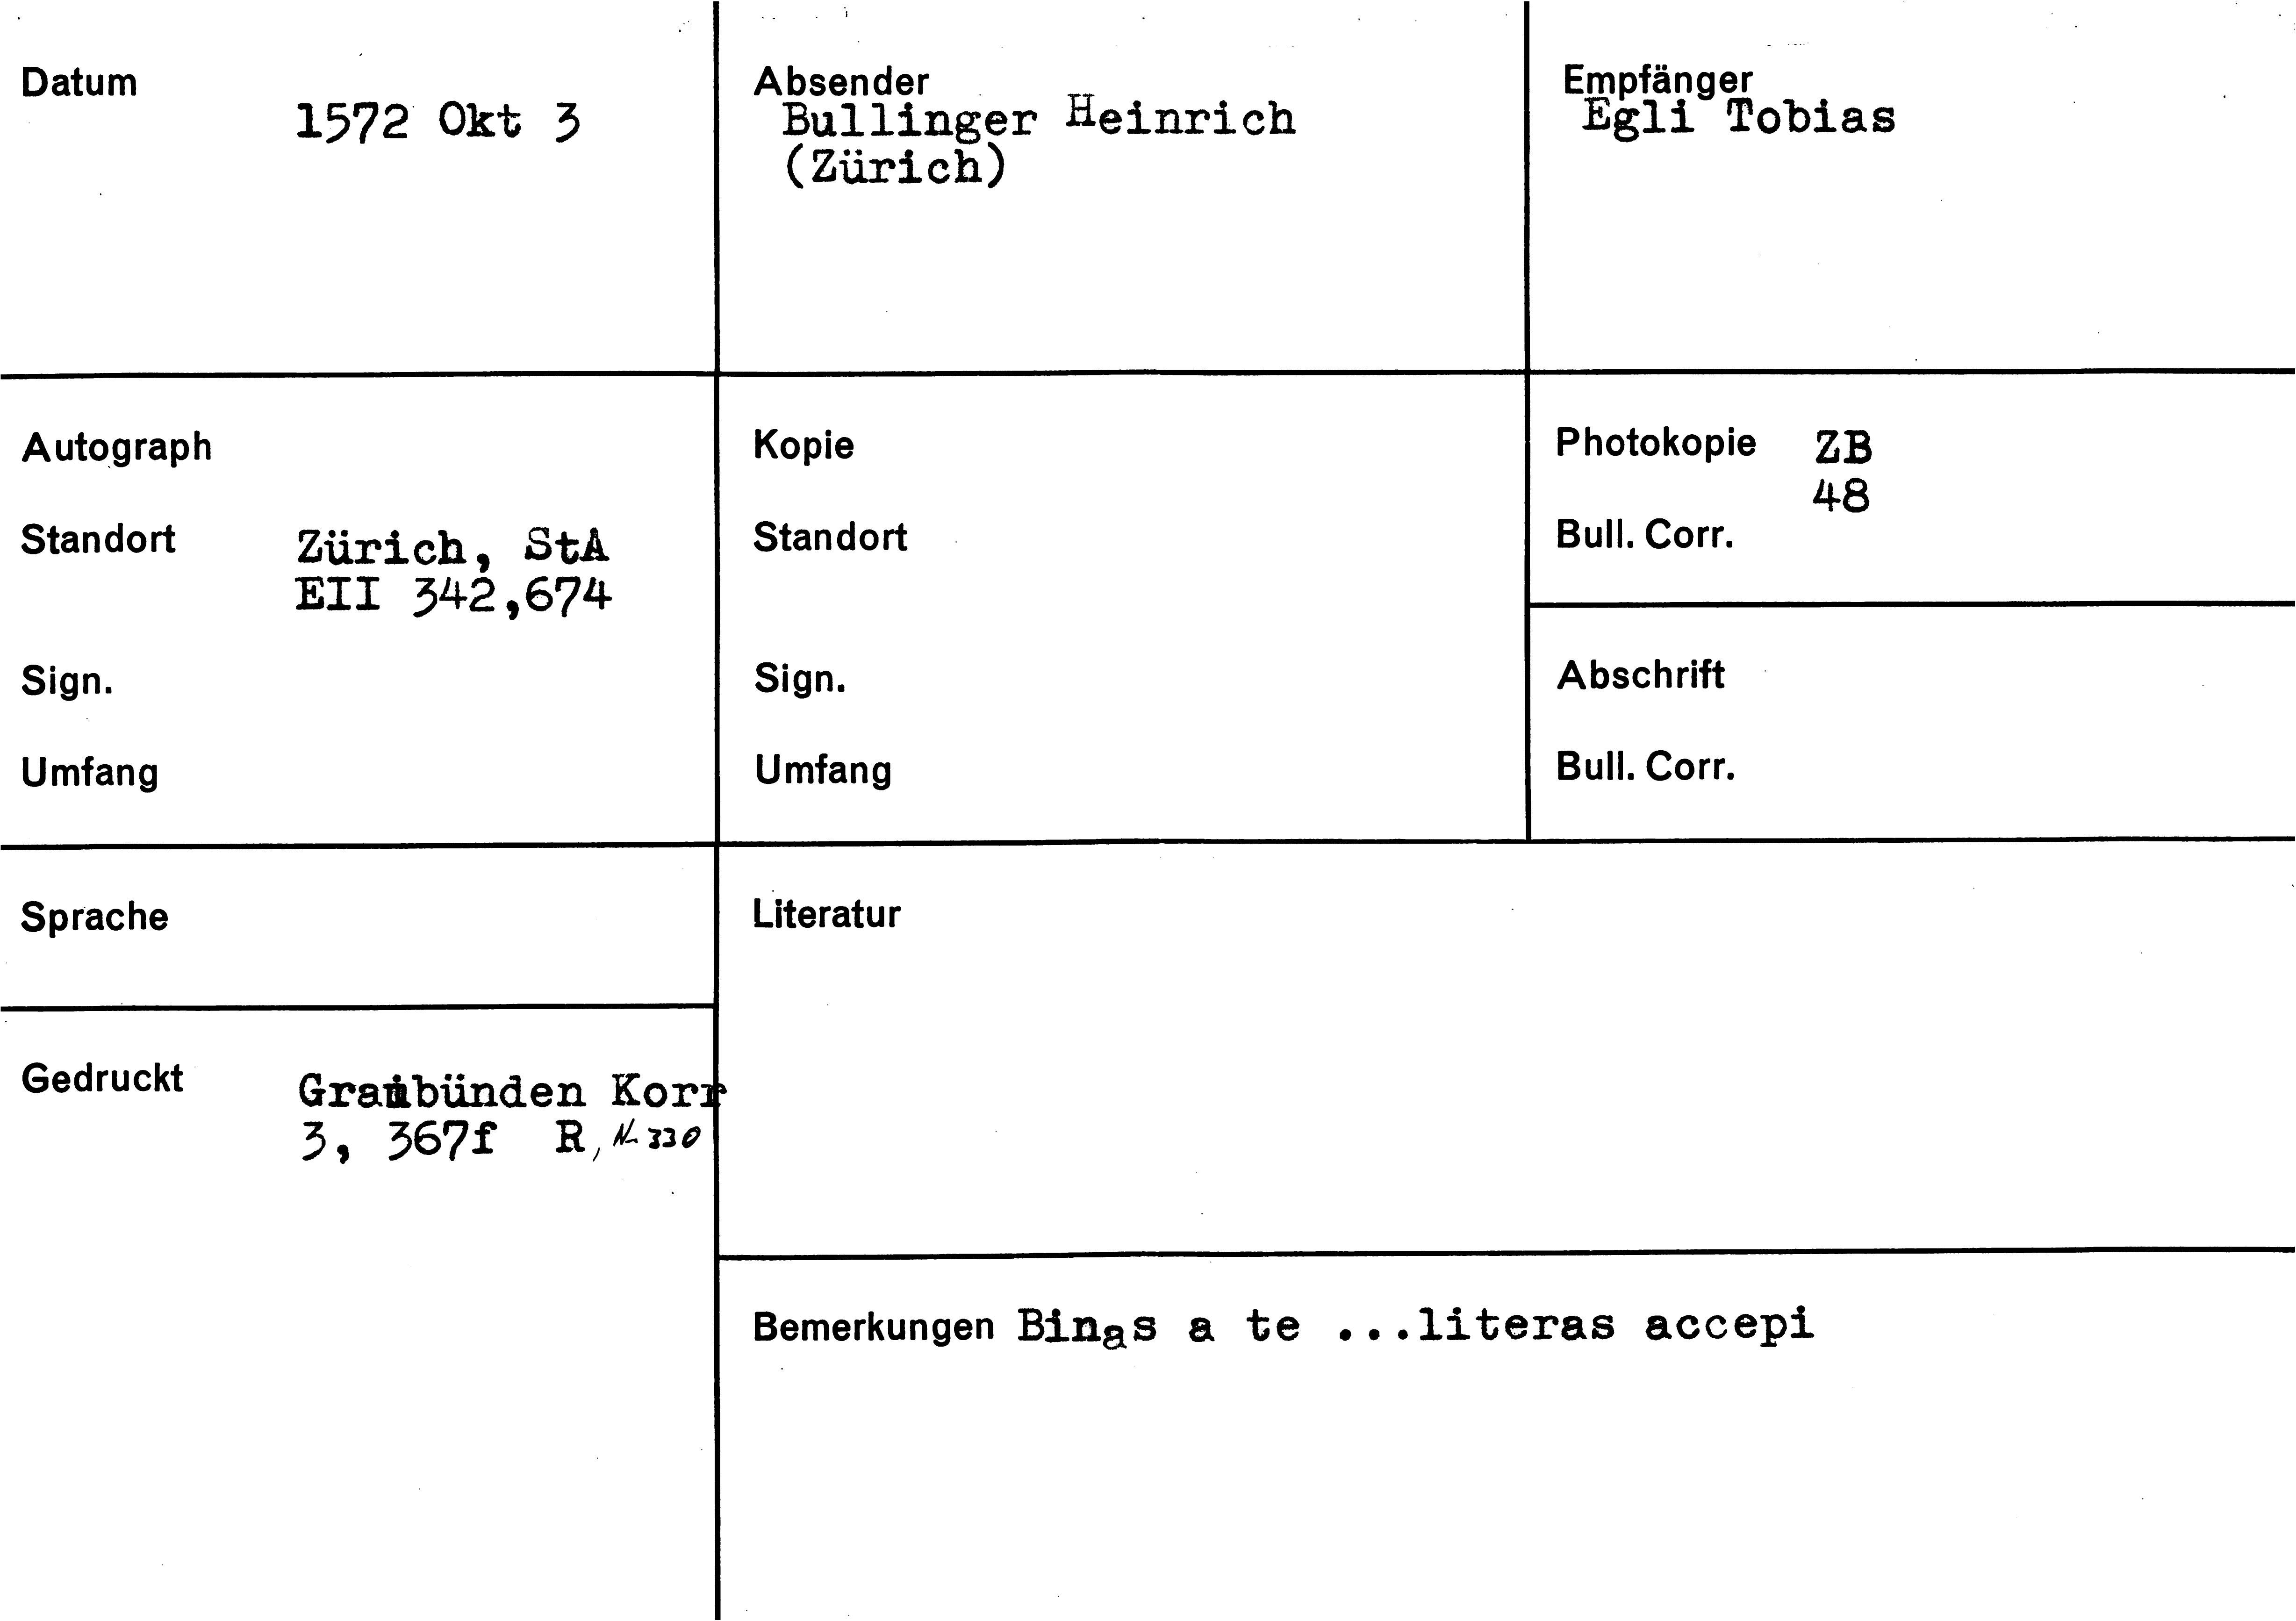 Datum
1572 Okt 3
Absender
Bullinger Heinrich
(Zürich)
Empfänger
Egli Tobias
Autograph
Standort
Zürich, StA
EII 342,674
Sign.
Umfang
Kopie
Standort
Sign.
Umfang
Photokopie ZB
48
Bull. Corr.
Abschrift
Bull. Corr.
Sprache
Gedruckt
Graubünden Korr
3, 367f R, Nr 330
Literatur
Bemerkungen Binas a te ...literas accepi